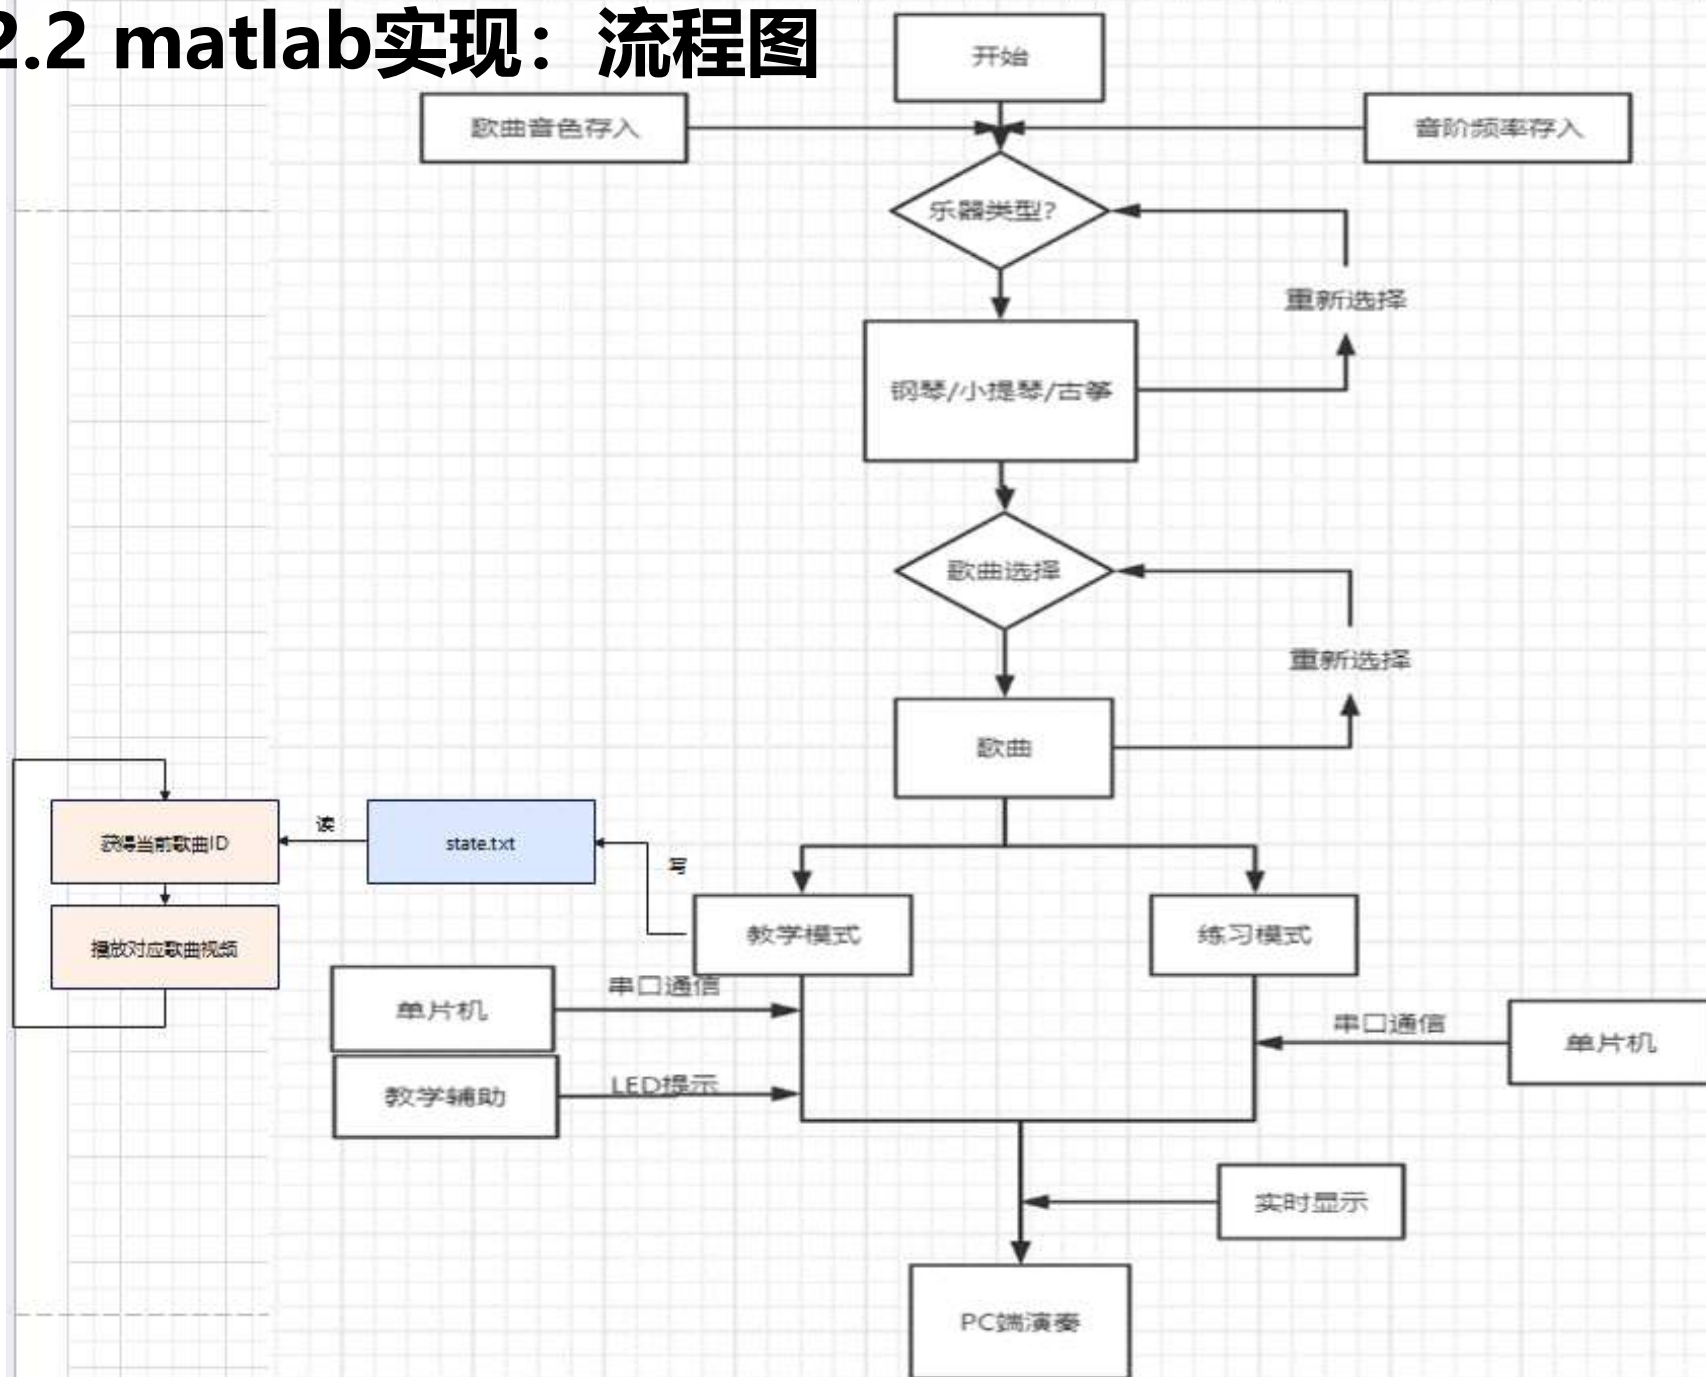 2.2 matlab实现：流程图
开始
歌曲音色存入
音阶频率存入
乐器类型?
重新选择
钢琴/小提琴/古筝
歌曲选择
重新选择
歌曲
获得当前歌曲ID
读
state.txt
写
播放对应歌曲视频
教学模式
练习模式
单片机
串口通信
串口通信
单片机
教学辅助
LED提示
实时显示
PC端演奏